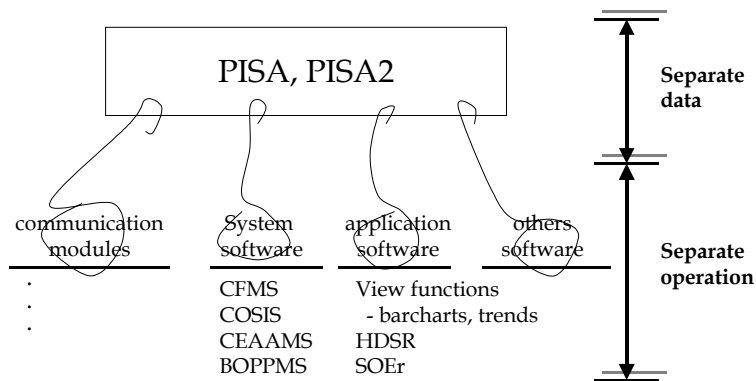 PISA, PISA2
Separate
data
communication
modules
System
software
application
software
others
software
Separate
operation
.
.
.
CFMS
COSIS
CEAAMS
BOPPMS
View functions
- barcharts, trends
HDSR
SOEr